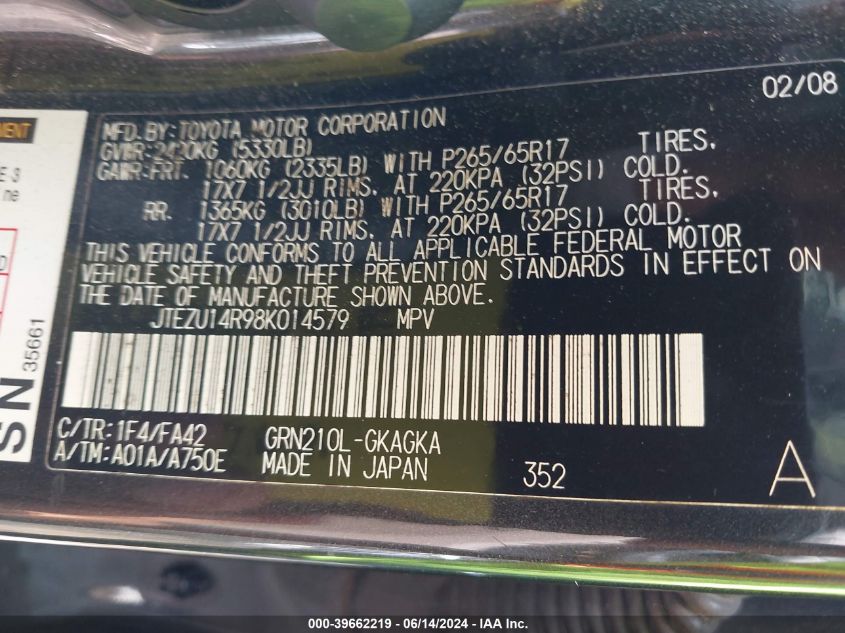 02/08
MFD. BY: TOYOTA MOTOR CORPORATION
GVWR: 2420KG (5330LB)
GAWR: FRT. 1060KG (2335LB) WITH P265/65R17 TIRES,
17X7 1/2JJ RIMS, AT 220KPA (32PSI) COLD.
RR. 1365KG (3010LB) WITH P265/65R17 TIRES,
17X7 1/2JJ RIMS, AT 220KPA (32PSI) COLD.
THIS VEHICLE CONFORMS TO ALL APPLICABLE FEDERAL MOTOR
VEHICLE SAFETY AND THEFT PREVENTION STANDARDS IN EFFECT ON
THE DATE OF MANUFACTURE SHOWN ABOVE.
JTEZU14R98K014579 MPV
C/TR: 1F4/FA42 GRN210L-GKAGKA
A/TM: A01A/A750E MADE IN JAPAN 352 A
SN 35661
000-39662219 - 06/14/2024 - IAA Inc.